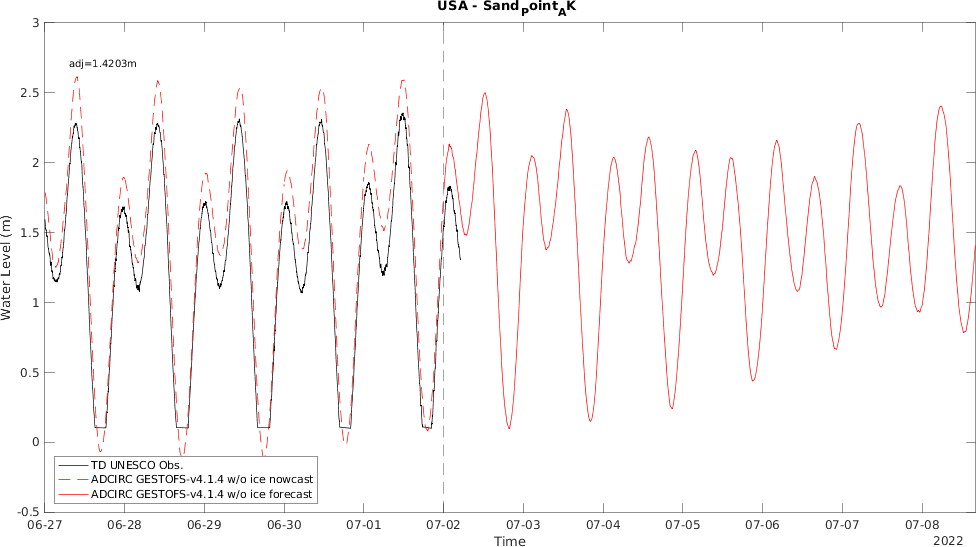 USA - Sand_Point_AK
adj=1.4203m
Water Level (m)
3
2.5
2
1.5
1
0.5
0
-0.5
TD UNESCO Obs.
ADCIRC GESTOFS-v4.1.4 w/o ice nowcast
ADCIRC GESTOFS-v4.1.4 w/o ice forecast
06-27 06-28 06-29 06-30 07-01 07-02 07-03 07-04 07-05 07-06 07-07 07-08
Time
2022